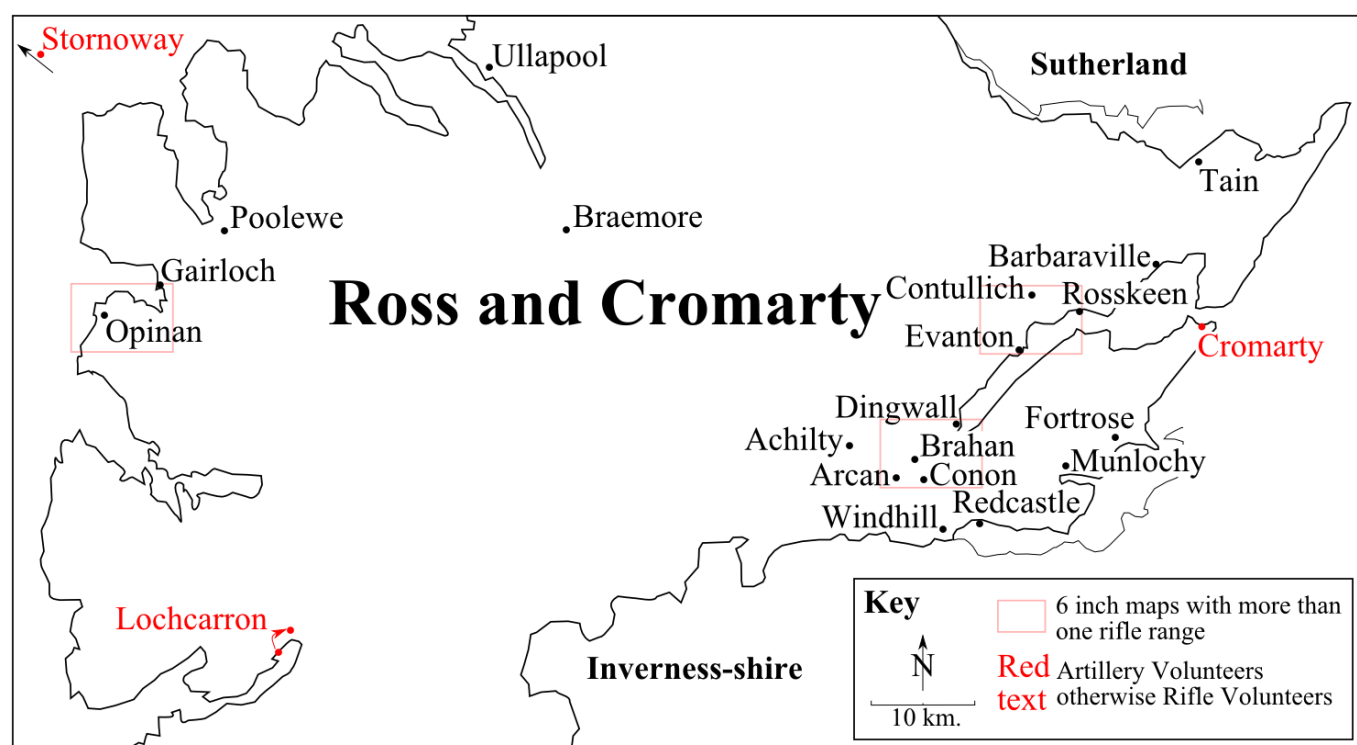 Stornoway
Ullapool
Sutherland
Tain
Poolewe
Braemore
Gairloch
Barbaraville
Ross and Cromarty
Contullich
Rosskeen
Opinan
Evanton
Cromarty
Dingwall
Fortrose
Achilty
Brahan
Munlochy
Arcan
Conon
Redcastle
Windhill
Lochcarron
Inverness-shire
Key
N
10 km.
6 inch maps with more than
one rifle range
Red
text
Artillery Volunteers
otherwise Rifle Volunteers